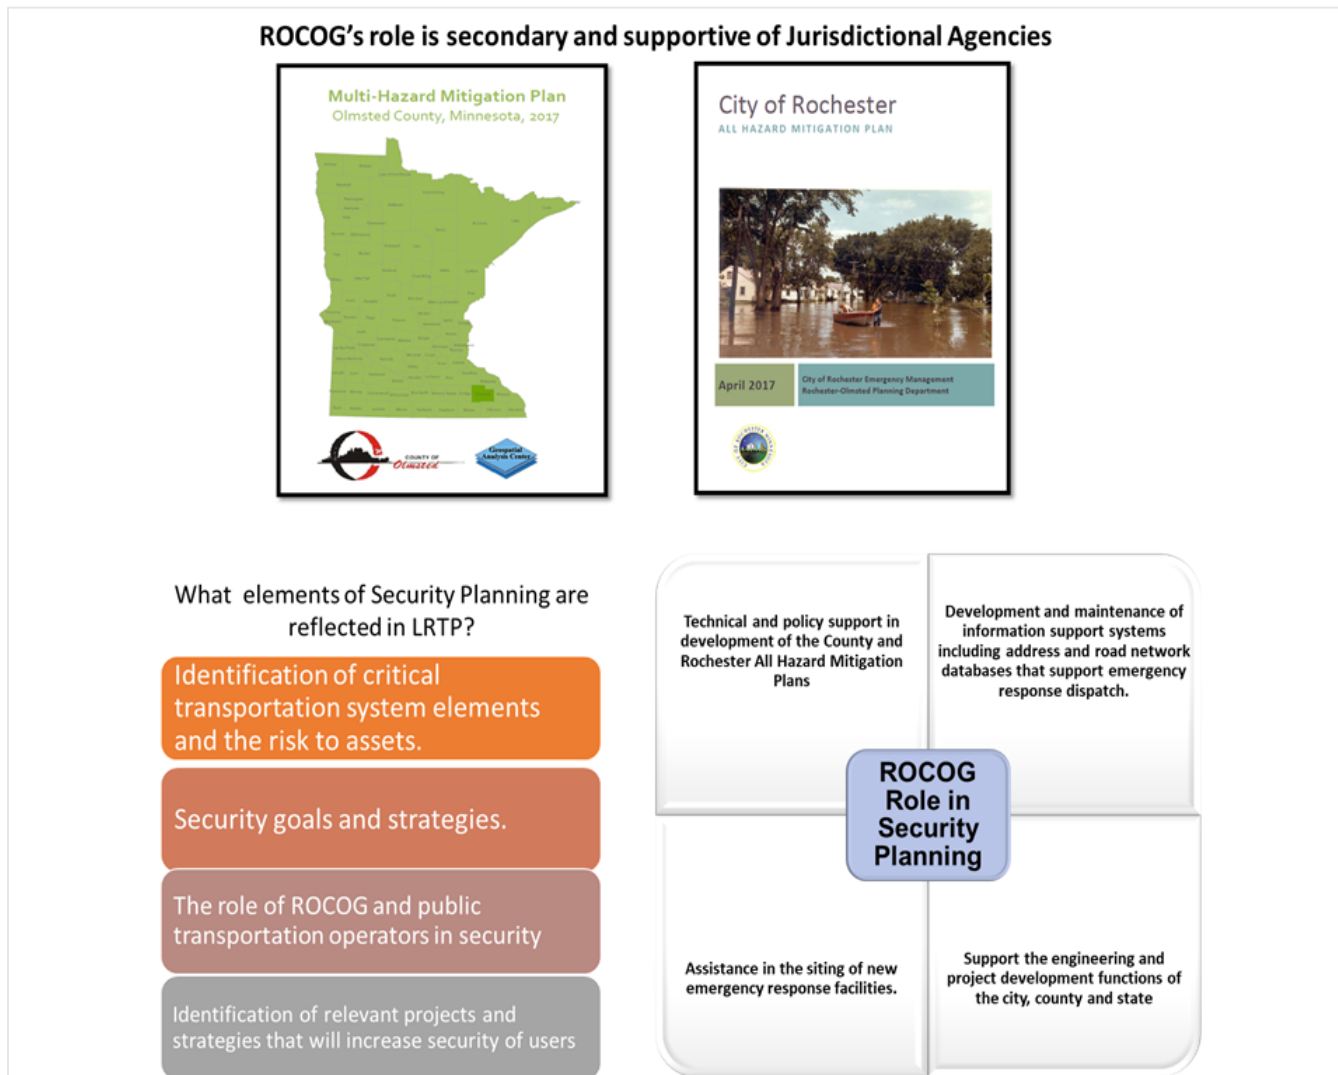 ROCOG's role is secondary and supportive of Jurisdictional Agencies
Multi-Hazard Mitigation Plan
Olmsted County, Minnesota, 2017
COUNTY OF
Olmsted
Geospatial
Analysis Center
City of Rochester
ALL HAZARD MITIGATION PLAN
April 2017
City of Rochester Emergency Management
Rochester-Olmsted Planning Department
What elements of Security Planning are
reflected in LRTP?
Identification of critical
transportation system elements
and the risk to assets.
Security goals and strategies.
The role of ROCOG and public
transportation operators in security
Identification of relevant projects and
strategies that will increase security of users
Technical and policy support in
development of the County and
Rochester All Hazard Mitigation
Plans
Development and maintenance of
information support systems
including address and road network
databases that support emergency
response dispatch.
ROCOG
Role in
Security
Planning
Assistance in the siting of new
emergency response facilities.
Support the engineering and
project development functions of
the city, county and state